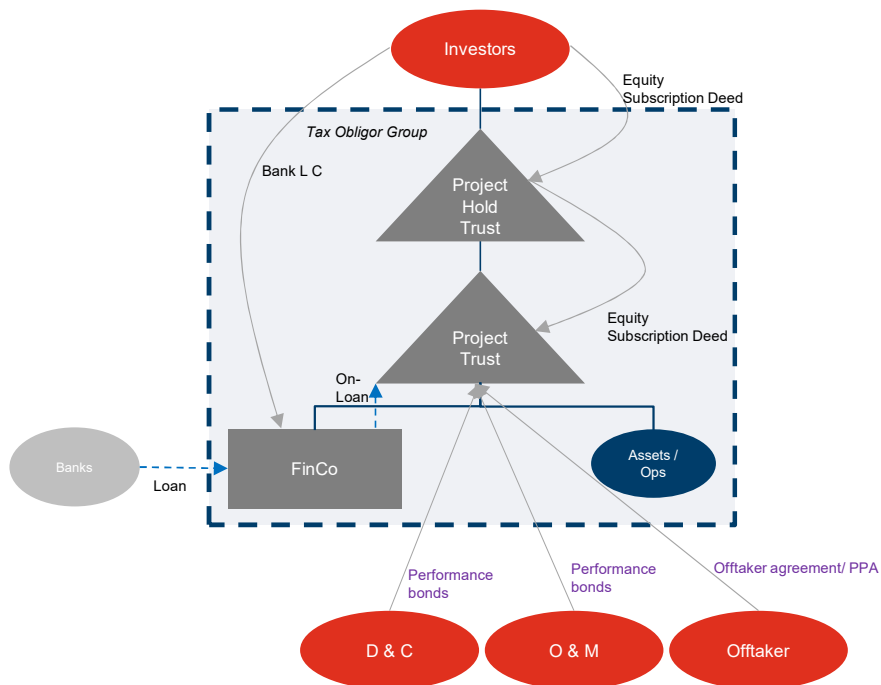 Investors
Equity
Subscription Deed
Tax Obligor Group
Bank L C
Project
Hold
Trust
Equity
Subscription Deed
Project
Trust
On-
Loan
Banks
Loan
FinCo
Assets /
Ops
Performance
bonds
Performance
bonds
Offtaker agreement/ PPA
D & C
O & M
Offtaker